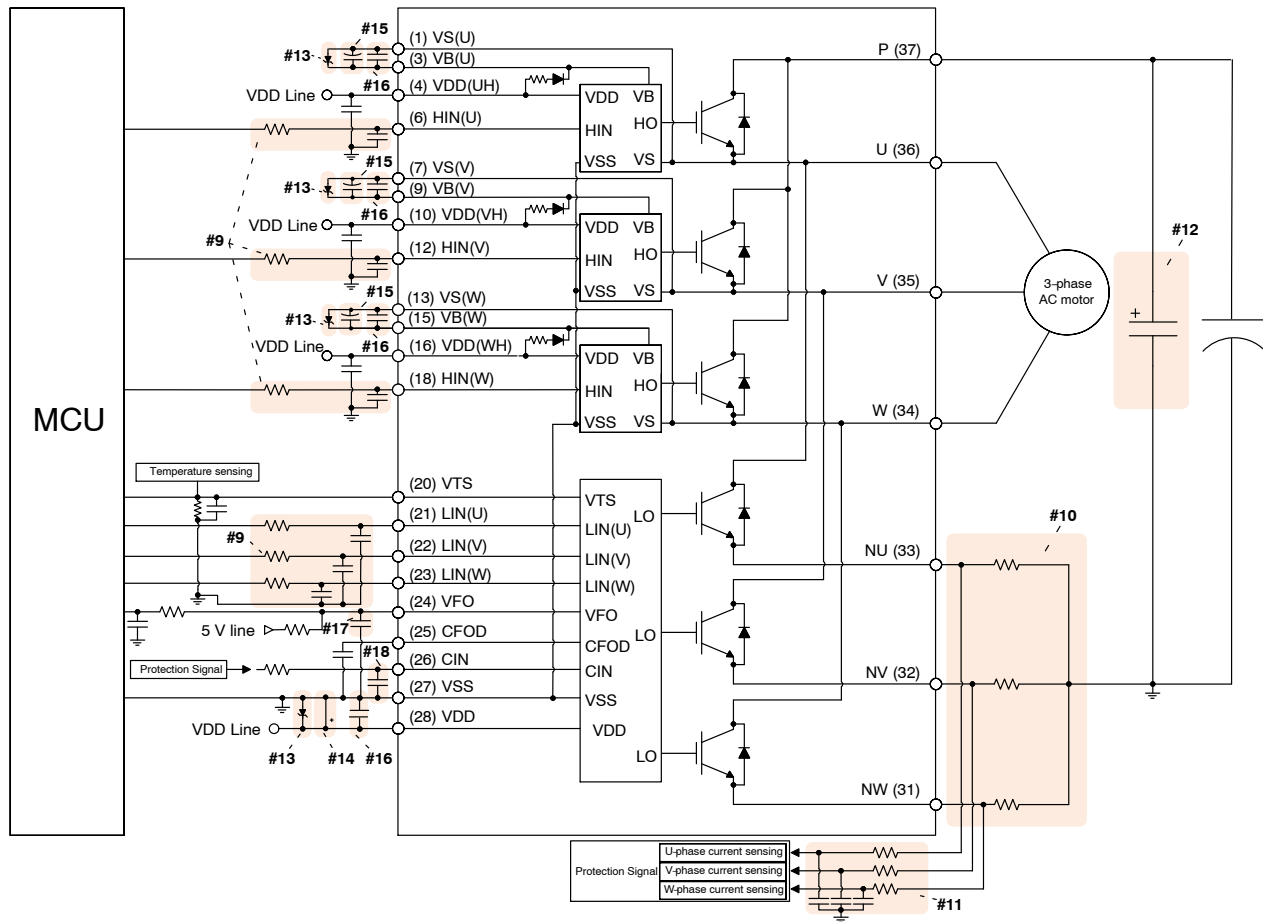 #15
(1) VS(U)
#13
(3) VB(U)
P (37)
#16
(4) VDD(UH)
VDD Line
VDD VB
(6) HIN(U)
HO
HIN
VSS VS
U (36)
#15
(7) VS(V)
#13
(9) VB(V)
#16
(10) VDD(VH)
VDD Line
VDD VB
#9
(12) HIN(V)
HO
HIN
VSS VS
V (35)
#12
3-phase
AC motor
+
#15
(13) VS(W)
#13
(15) VB(W)
#16
(16) VDD(WH)
VDD Line
VDD VB
(18) HIN(W)
HO
HIN
VSS VS
W (34)
MCU
Temperature sensing
(20) VTS
VTS
LO
(21) LIN(U)
LIN(U)
#9
(22) LIN(V)
LIN(V)
(23) LIN(W)
LIN(W)
NU (33)
#10
(24) VFO
VFO
5 V line
#17
(25) CFOD
CFOD
LO
#18
(26) CIN
CIN
Protection Signal
(27) VSS
VSS
NV (32)
VDD Line
(28) VDD
VDD
#13
#14
#16
LO
NW (31)
Protection Signal
U-phase current sensing
V-phase current sensing
W-phase current sensing
#11